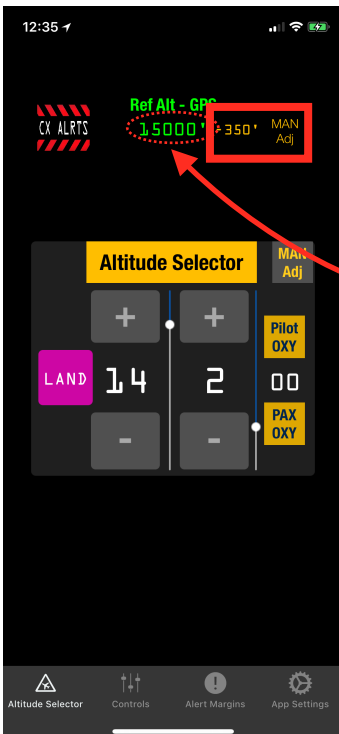 12:35
Ref Alt - GPS
CX ALRTS
15000' +350' MAN
Adj
Altitude Selector
MAN
Adj
+ +
Pilot
OXY
LAND 14 2 00
PAX
OXY
- -
Altitude Selector Controls Alert Margins App Settings